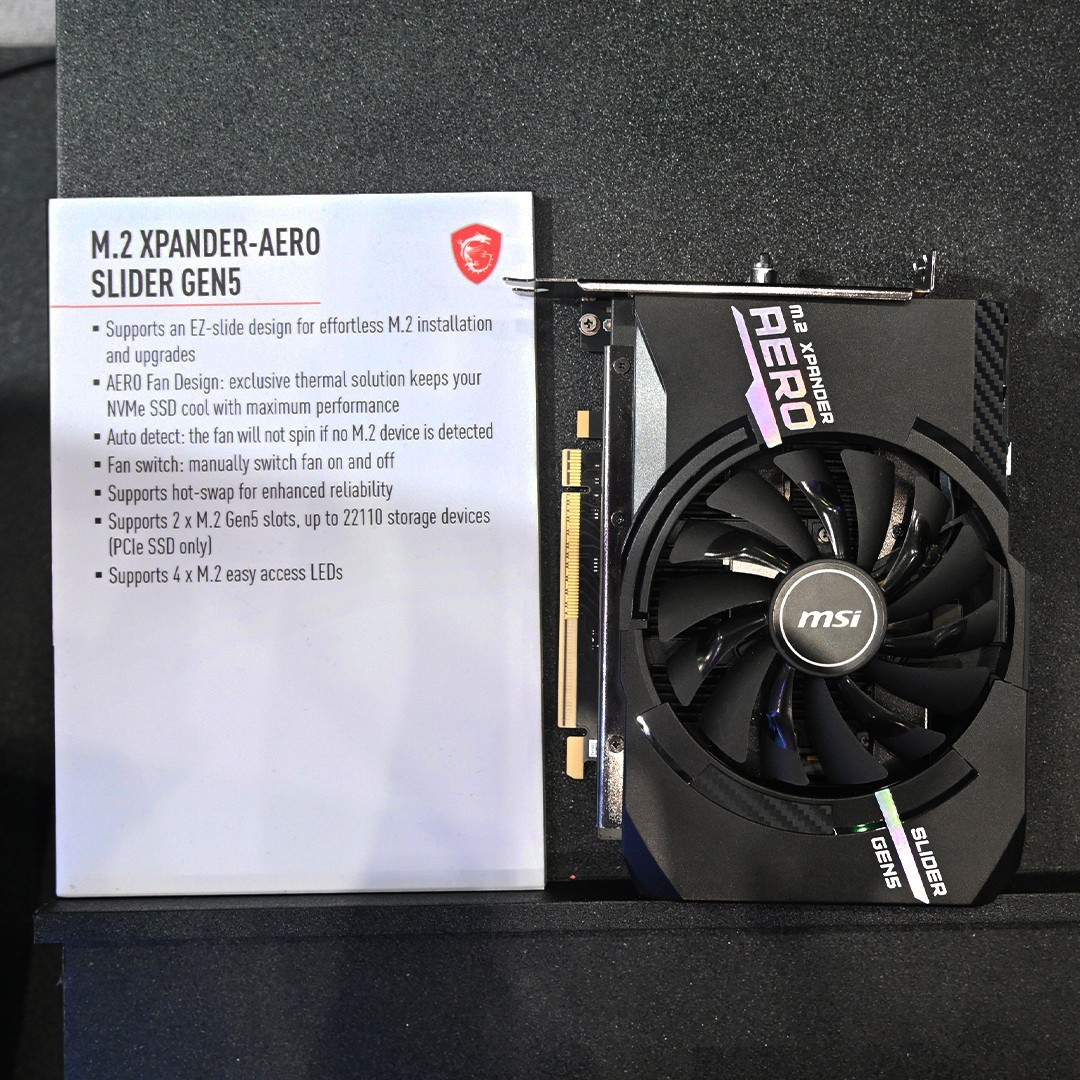 M.2 XPANDER-AERO
SLIDER GEN5
▪ Supports an EZ-slide design for effortless M.2 installation
and upgrades
▪ AERO Fan Design: exclusive thermal solution keeps your
NVMe SSD cool with maximum performance
▪ Auto detect: the fan will not spin if no M.2 device is detected
▪ Fan switch: manually switch fan on and off
▪ Supports hot-swap for enhanced reliability
▪ Supports 2 x M.2 Gen5 slots, up to 22110 storage devices
(PCIe SSD only)
▪ Supports 4 x M.2 easy access LEDs
M.2 XPANDER
AERO
msi
SLIDER
GEN5